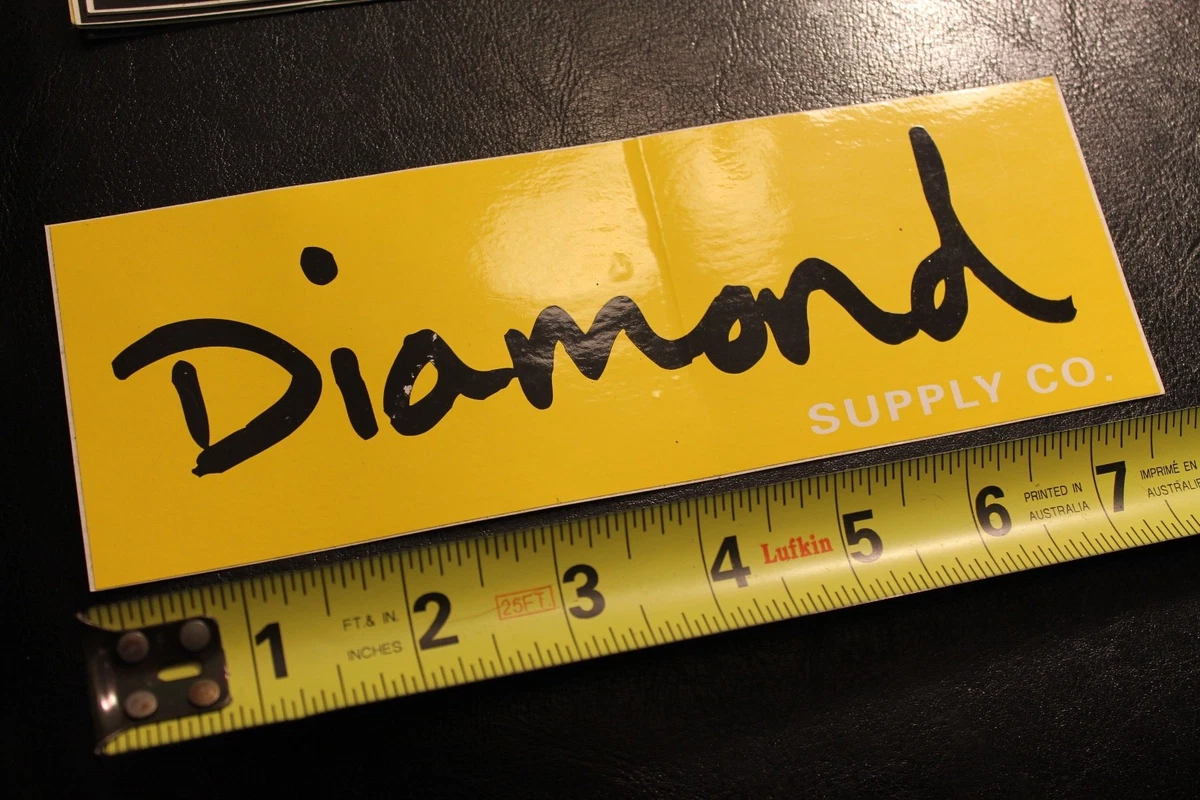 Diamond
SUPPLY CO.
1
FT.& IN.
INCHES
2
25FT.
3
4
Lufkin
5
6
PRINTED IN
AUSTRALIA
7
IMPRIMÉ EN
AUSTRALIE